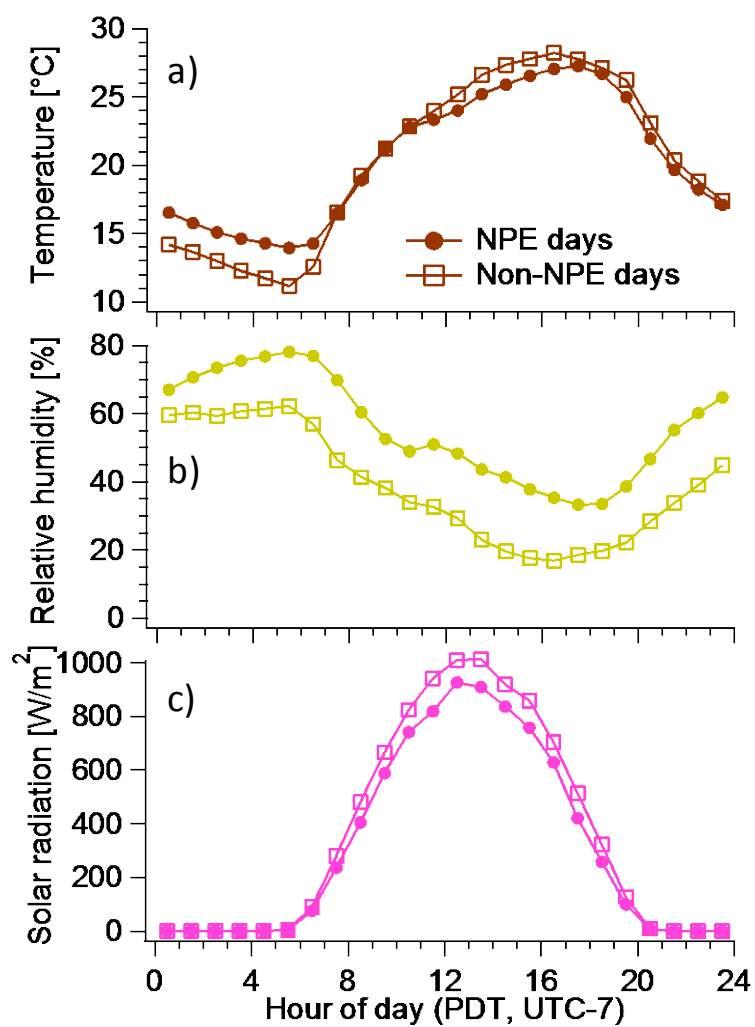 30
25
20
15
10
Temperature [°C]
a)
NPE days
Non-NPE days
80
60
40
20
0
Relative humidity [%]
b)
1000
800
600
400
200
0
Solar radiation [W/m²]
c)
0 4 8 12 16 20 24
Hour of day (PDT, UTC-7)